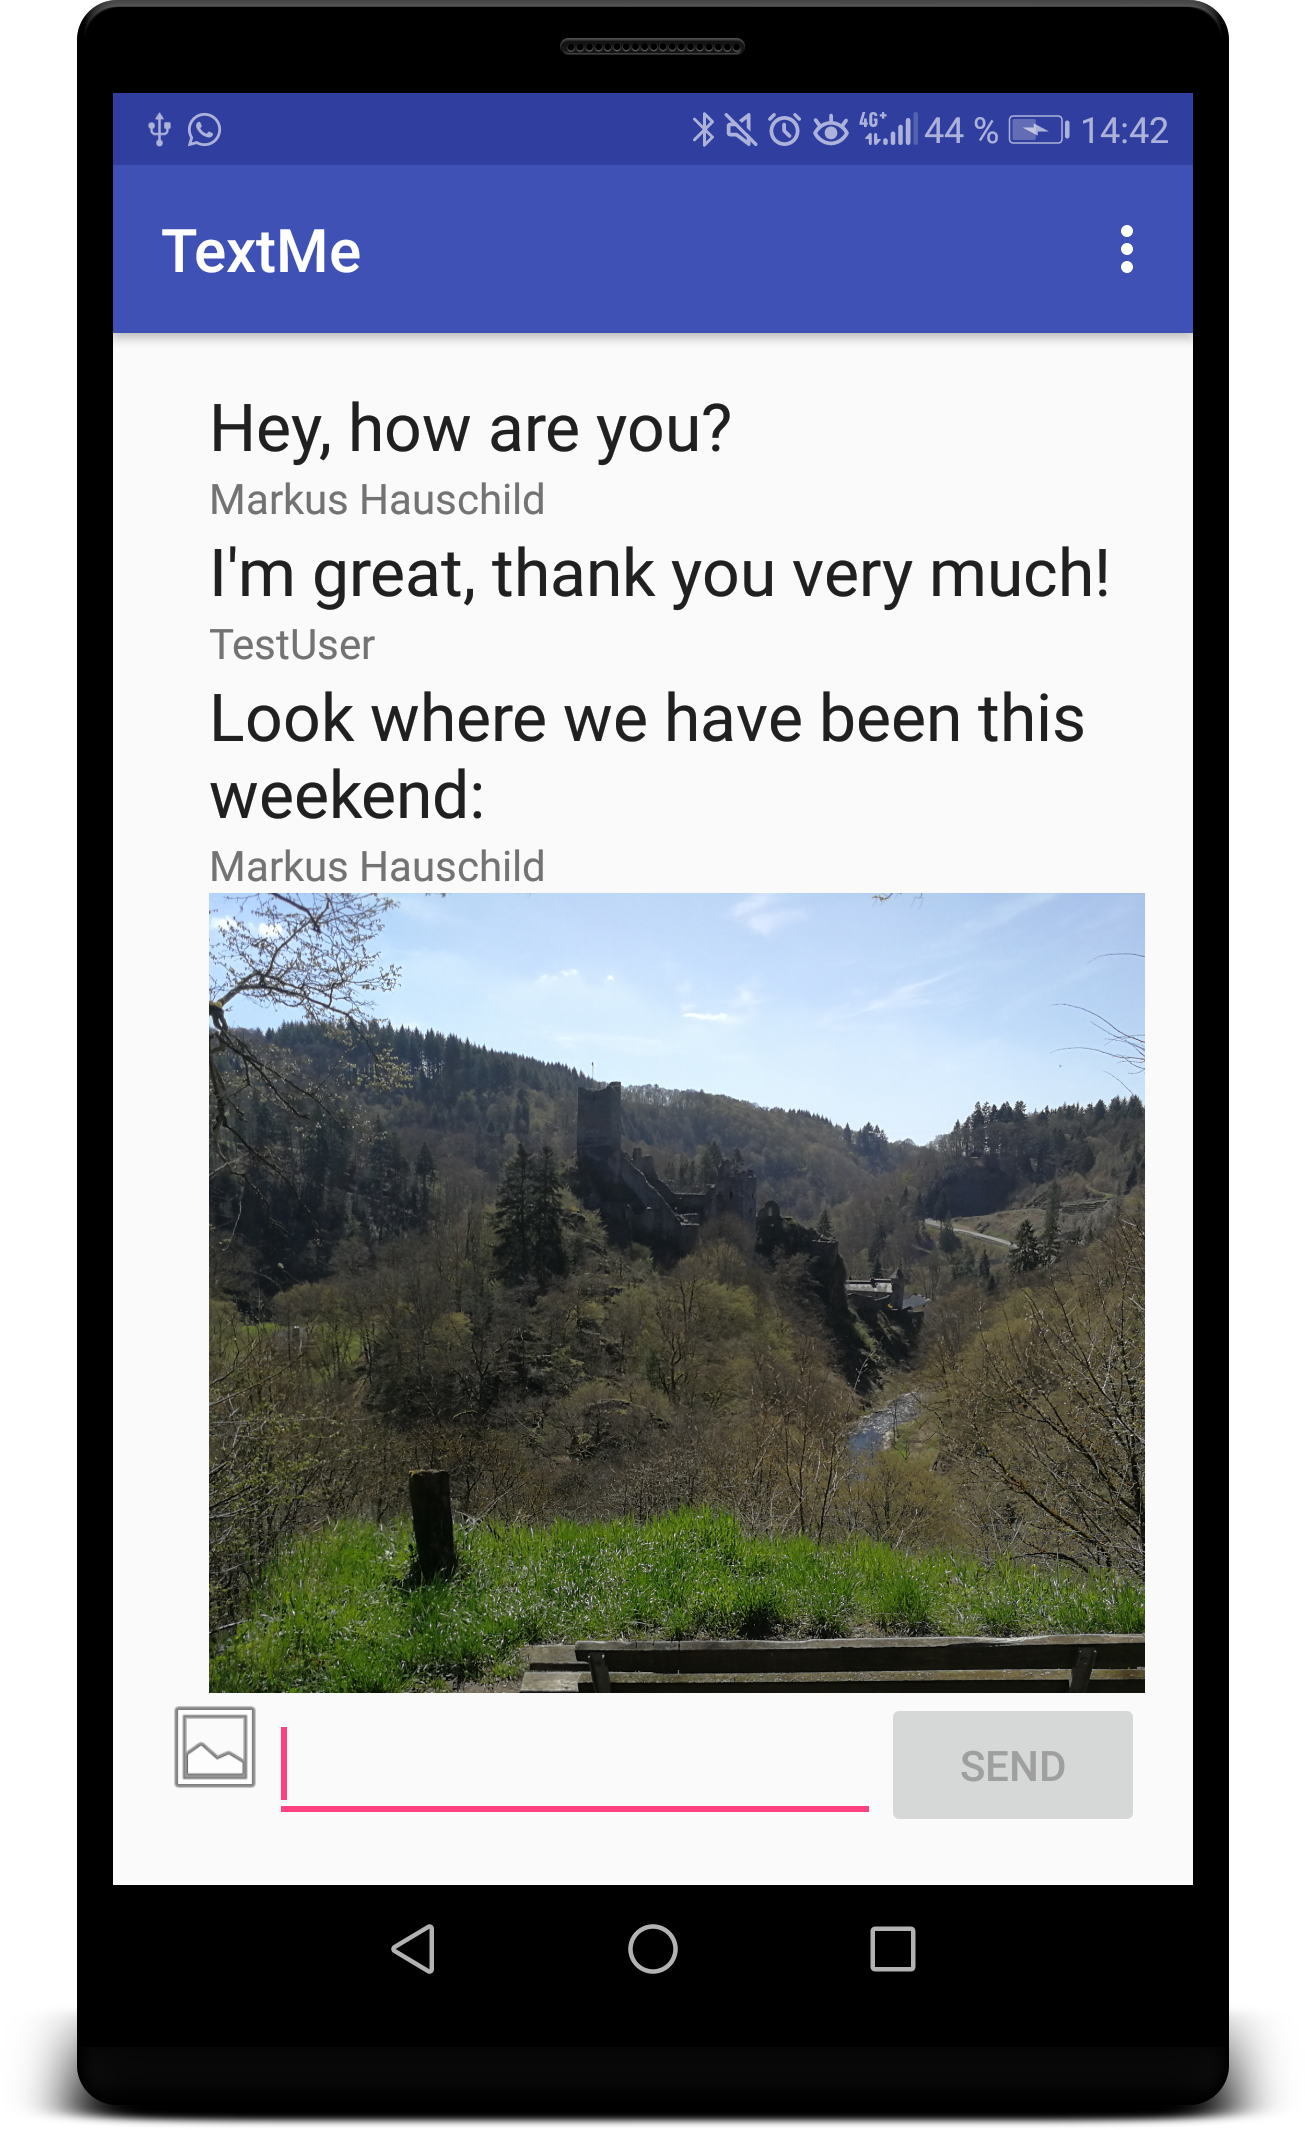 44 % 14:42
TextMe
Hey, how are you?
Markus Hauschild
I'm great, thank you very much!
TestUser
Look where we have been this
weekend:
Markus Hauschild
SEND